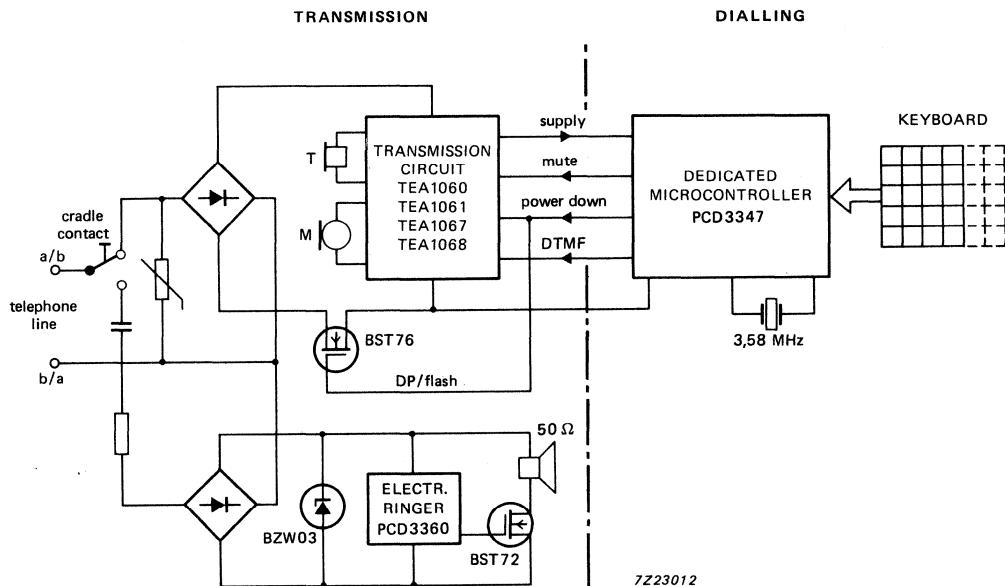 TRANSMISSION
DIALLING
supply
KEYBOARD
T
TRANSMISSION
CIRCUIT
TEA1060
TEA1061
TEA1067
TEA1068
mute
DEDICATED
MICROCONTROLLER
PCD3347
power down
M
DTMF
cradle
contact
a/b
telephone
line
b/a
BST76
3,58 MHz
DP/flash
50 Ω
ELECTR.
RINGER
PCD3360
BZW03
BST72
7Z23012